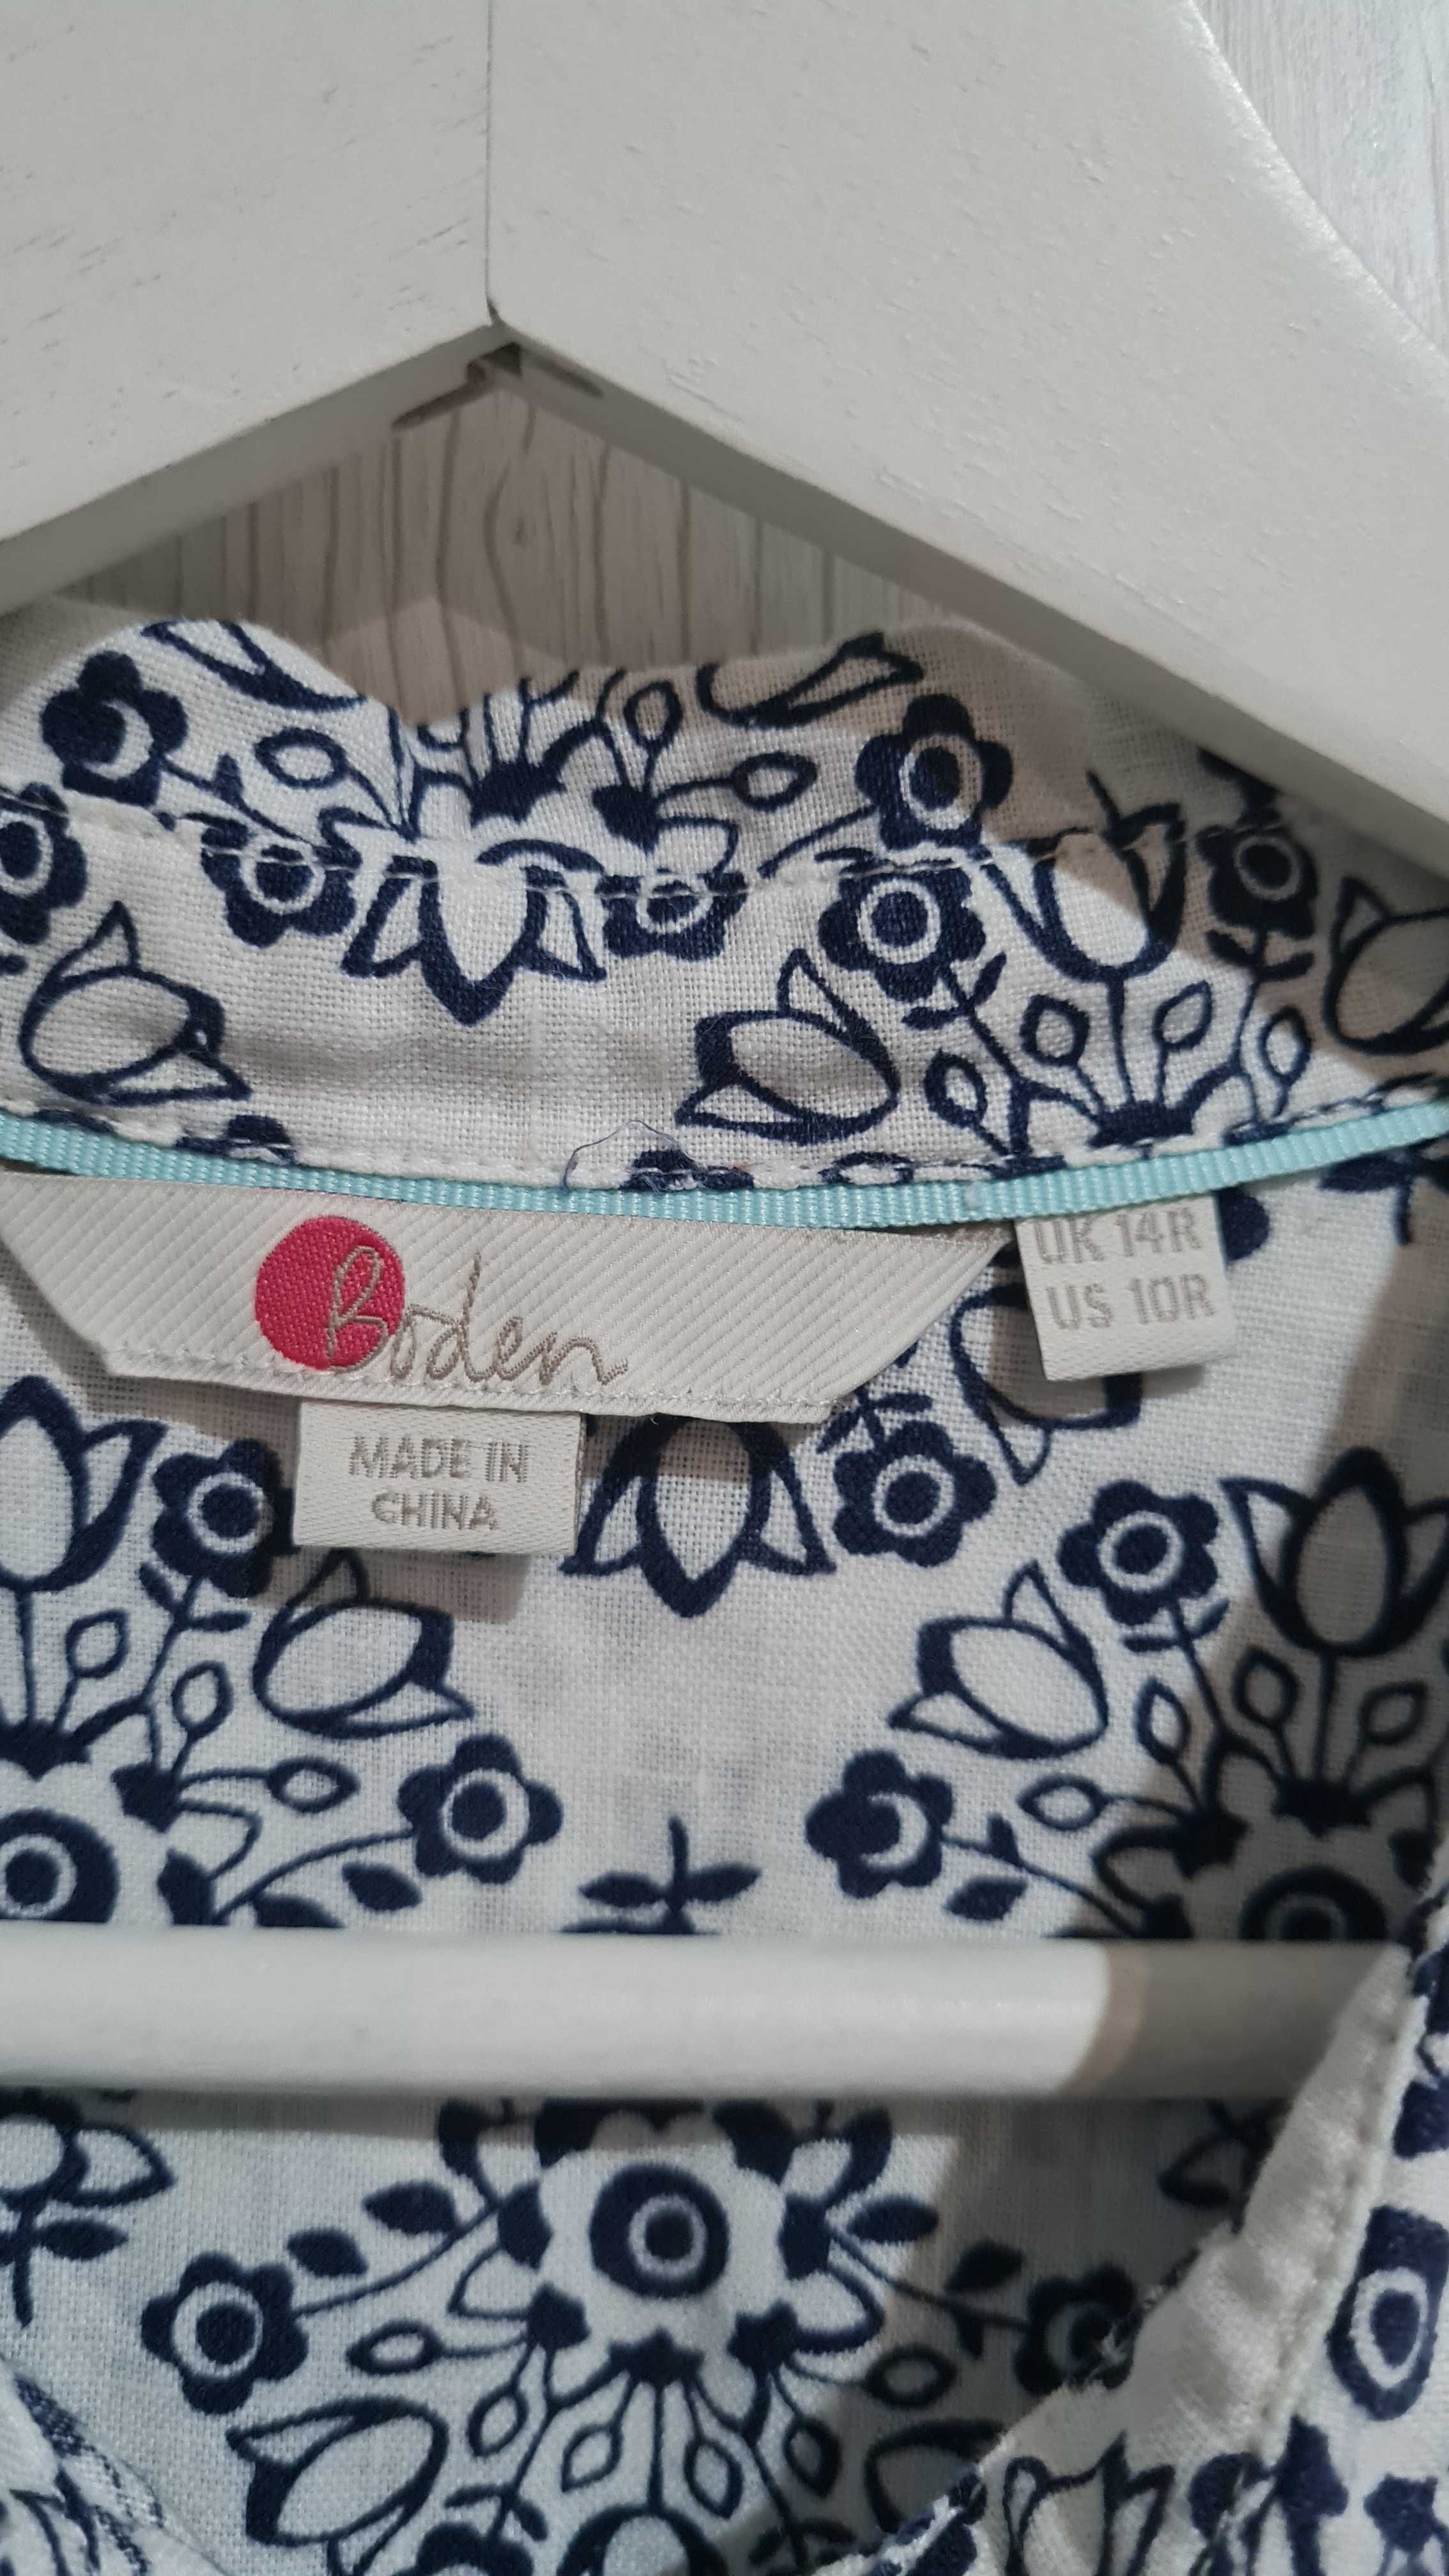 Boden
UK 14R
US 10R
MADE IN
CHINA